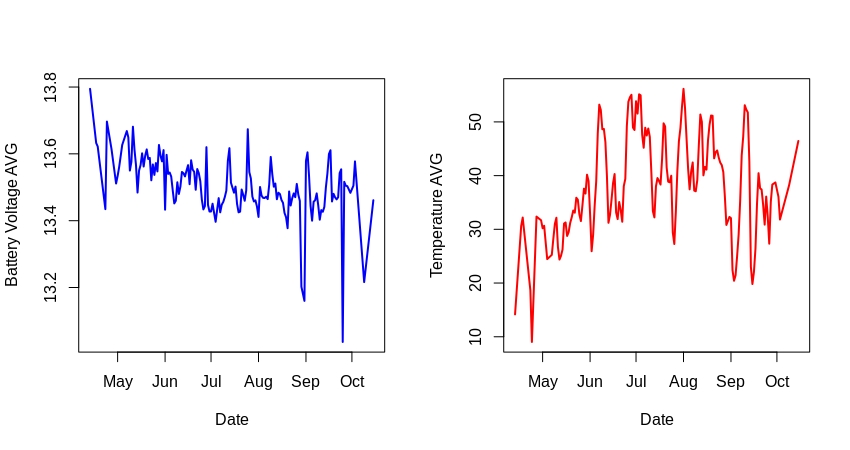 Battery Voltage AVG
13.8
13.6
13.4
13.2
May Jun Jul Aug Sep Oct
Date
Temperature AVG
50
40
30
20
10
May Jun Jul Aug Sep Oct
Date